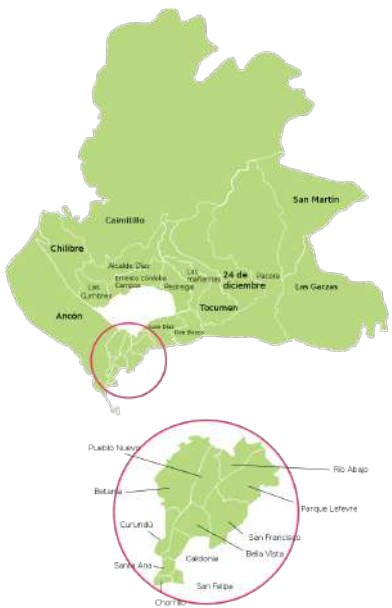 San Martín
Caimitillo
Chilibre
Alcalde Díaz
Ernesto Córdoba
Campos
Las
Cumbres
Pedregal
Las
mañanitas
24 de
diciembre
Pacora
Las Garzas
Ancón
Tocumen
Juan Díaz
Don Bosco
Pueblo Nuevo
Río Abajo
Betania
Parque Lefevre
Curundú
San Francisco
Bella Vista
Calidonia
Santa Ana
San Felipe
Chorrillo